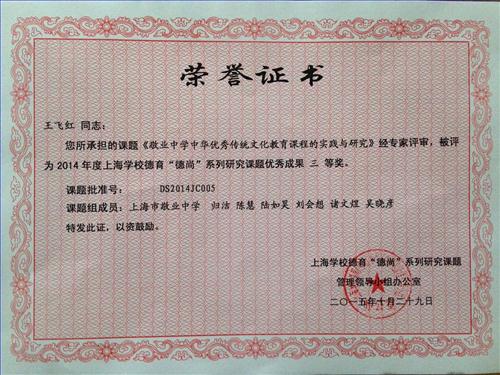 荣誉证书
王飞红 同志：
您所承担的课题《敬业中学中华优秀传统文化教育课程的实践与研究》经专家评审，被评
为2014年度上海学校德育“德尚”系列研究课题优秀成果 三 等奖。
课题批准号： DS2014JC005
课题组成员：上海市敬业中学 归洁 陈慧 陆如昊 刘会想 诸文煜 吴晓彦
特发此证，以资鼓励。
上海学校德育“德尚”系列研究课题
管理领导小组办公室
二〇一五年十月二十九日